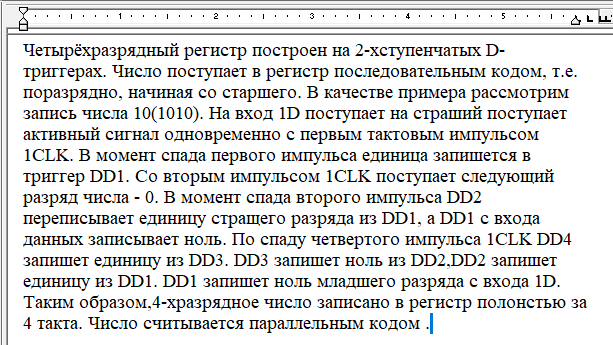 1 2 3 4 5
Четырёхразрядный регистр построен на 2-хступенчатых D-
триггерах. Число поступает в регистр последовательным кодом, т.е.
поразрядно, начиная со старшего. В качестве примера рассмотрим
запись числа 10(1010). На вход 1D поступает на страший поступает
активный сигнал одновременно с первым тактовым импульсом
1CLK. В момент спада первого импульса единица запишется в
триггер DD1. Со вторым импульсом 1CLK поступает следующий
разряд числа - 0. В момент спада второго импульса DD2
переписывает единицу стращего разряда из DD1, а DD1 с входа
данных записывает ноль. По спаду четвертого импульса 1CLK DD4
запишет единицу из DD3. DD3 запишет ноль из DD2,DD2 запишет
единицу из DD1. DD1 запишет ноль младшего разряда с входа 1D.
Таким образом,4-хразрядное число записано в регистр полонстью за
4 такта. Число считывается параллельным кодом .